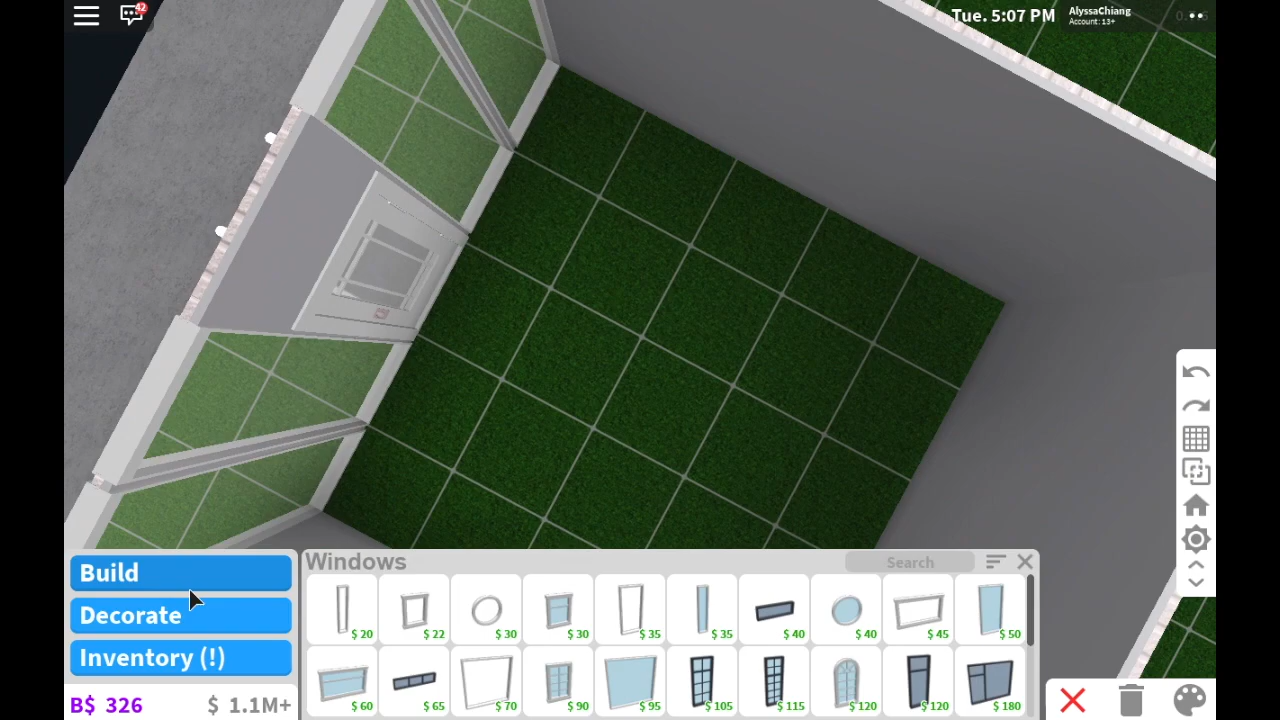 42
Tue. 5:07 PM
AlyssaChiang
Account: 13+
Build
Decorate
Inventory (!)
B$ 326
$ 1.1M+
Windows
Search
$ 20
$ 22
$ 30
$ 30
$ 35
$ 35
$ 40
$ 40
$ 45
$ 50
$ 60
$ 65
$ 70
$ 90
$ 95
$ 105
$ 115
$ 120
$ 120
$ 180